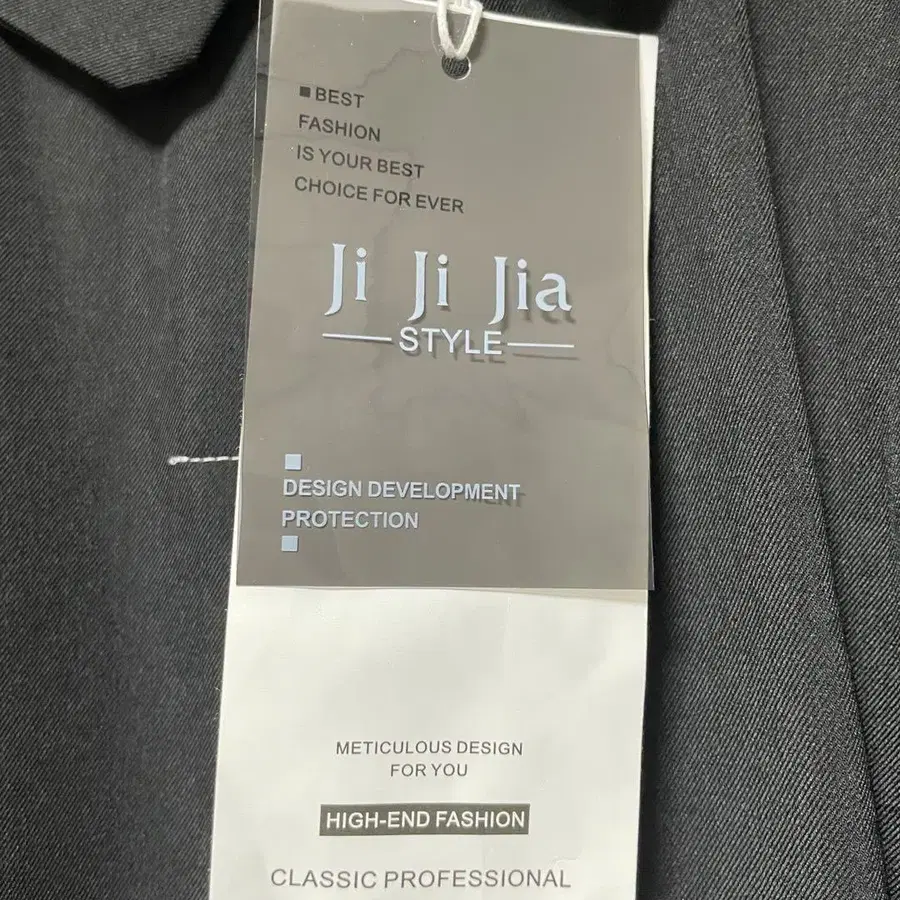 BEST
FASHION
IS YOUR BEST
CHOICE FOR EVER
Ji Ji Jia
STYLE
DESIGN DEVELOPMENT
PROTECTION
METICULOUS DESIGN
FOR YOU
HIGH-END FASHION
CLASSIC PROFESSIONAL